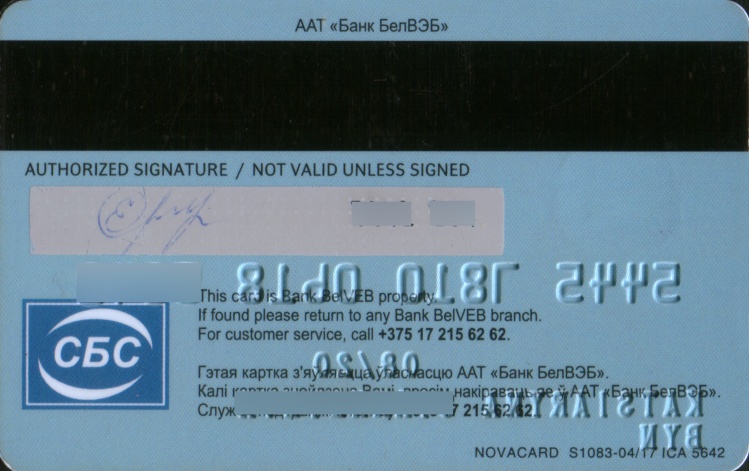 ААТ «Банк БелВЭБ»
AUTHORIZED SIGNATURE / NOT VALID UNLESS SIGNED
This card is Bank BelVEB property.
If found please return to any Bank BelVEB branch.
For customer service, call +375 17 215 62 62.
СБС
Гэтая картка з'яўляецца ўласнасцю ААТ «Банк БелВЭБ».
Калі картка знойдзена Вамі, просім накіраваць яе ў ААТ «Банк БелВЭБ».
7 215 62 62.
BYN
NOVACARD S1083-04/17 ICA 5642